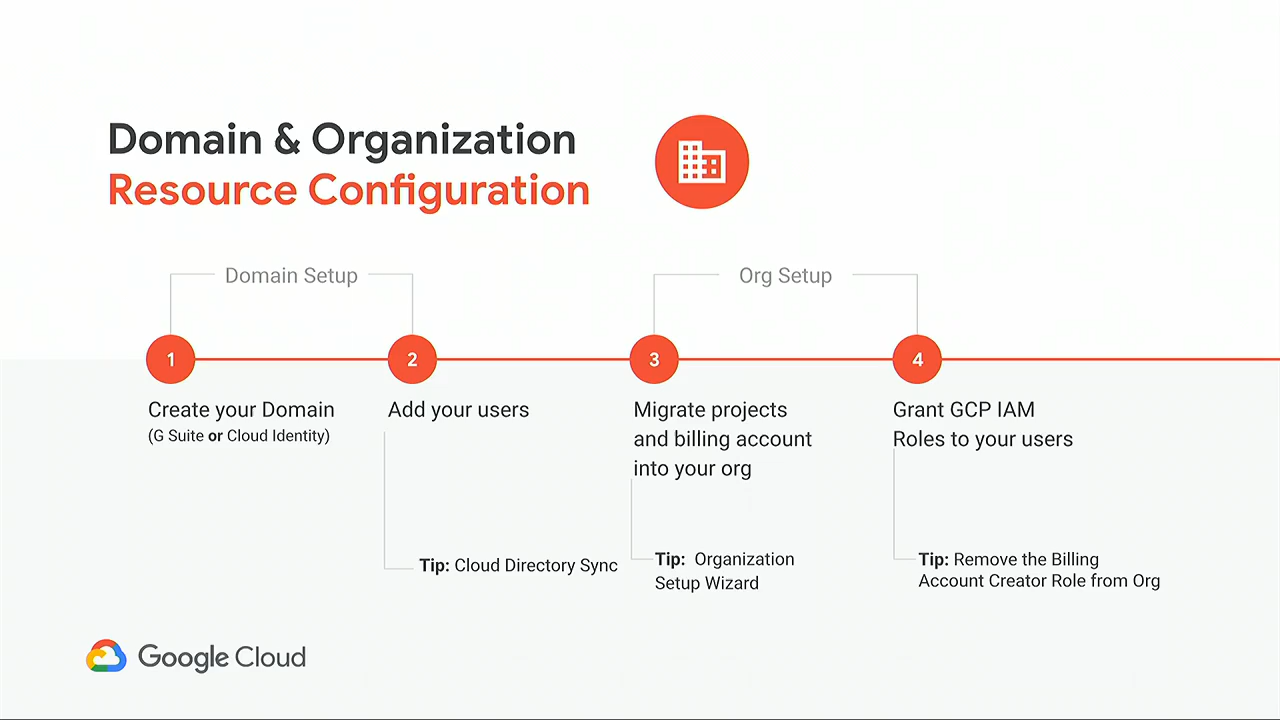 Domain & Organization
Resource Configuration
Domain Setup
Org Setup
1
2
3
4
Create your Domain
(G Suite or Cloud Identity)
Add your users
Migrate projects
and billing account
into your org
Grant GCP IAM
Roles to your users
Tip: Cloud Directory Sync
Tip: Organization
Setup Wizard
Tip: Remove the Billing
Account Creator Role from Org
Google Cloud